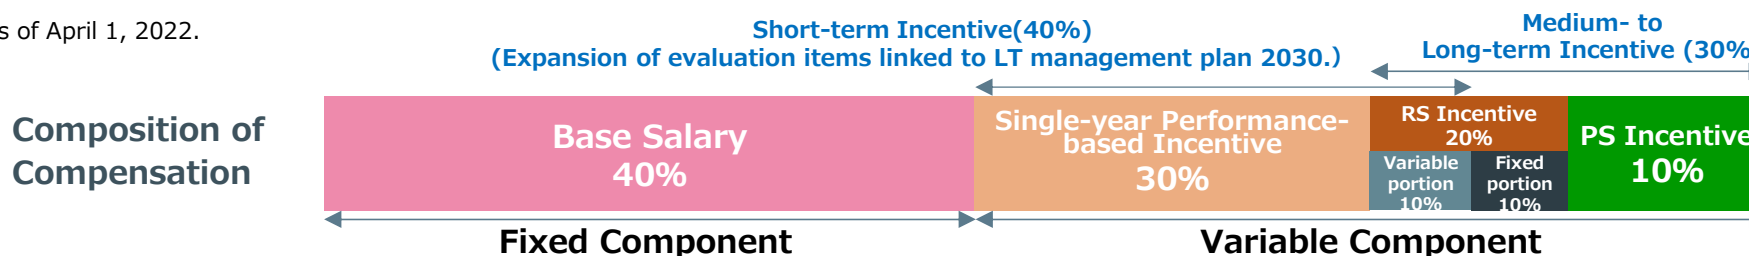 s of April 1, 2022.
Short-term Incentive(40%)
(Expansion of evaluation items linked to LT management plan 2030.)
Medium- to
Long-term Incentive (30%
Composition of
Compensation
Base Salary
40%
Single-year Performance-
based Incentive
30%
RS Incentive
20%
Variable
portion
10%
Fixed
portion
10%
PS Incentive
10%
Fixed Component
Variable Component